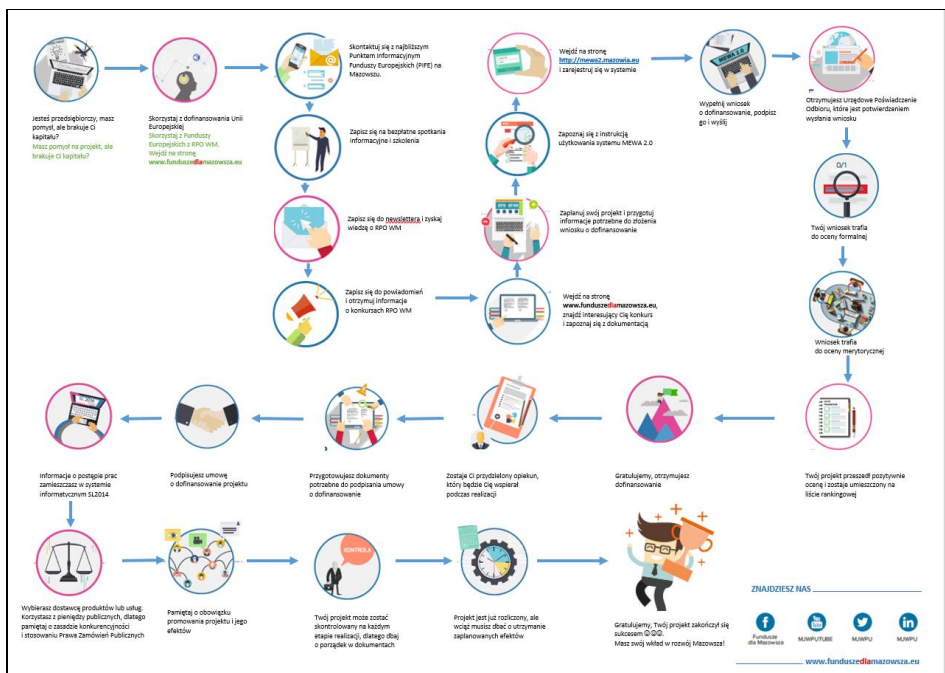 Jesteś przedsiębiorczy, masz
pomysł, ale brakuje Ci
kapitału?
Masz pomysł na projekt, ale
brakuje Ci kapitału?
Skorzystaj z dofinansowania Unii
Europejskiej
Skorzystaj z Funduszy
Europejskich z RPO WM.
Wejdź na stronę
www.funduszedlamazowsza.eu
Skontaktuj się z najbliższym
Punktem Informacyjnym
Funduszy Europejskich (PIFE) na
Mazowszu.
Zapisz się na bezpłatne spotkania
informacyjne i szkolenia
Zapisz się do newslettera i zyskaj
wiedzę o RPO WM
Zapisz się do powiadomień
i otrzymuj informacje
o konkursach RPO WM
Wejdź na stronę
www.funduszedlamazowsza.eu,
znajdź interesujący Cię konkurs
i zapoznaj się z dokumentacją
Zaplanuj swój projekt i przygotuj
informacje potrzebne do złożenia
wniosku o dofinansowanie
Zapoznaj się z instrukcją
użytkowania systemu MEWA 2.0
Wejdź na stronę
http://mewa2.mazowia.eu
i zarejestruj się w systemie
MEWA 2.0
Wypełnij wniosek
o dofinansowanie, podpisz
go i wyślij
Otrzymujesz Urzędowe Poświadczenie
Odbioru, które jest potwierdzeniem
wysłania wniosku
0/1
Twój wniosek trafia
do oceny formalnej
Wniosek trafia
do oceny merytorycznej
Twój projekt przeszedł pozytywnie
ocenę i zostaje umieszczony na
liście rankingowej
Gratulujemy, otrzymujesz
dofinansowanie
Zostaje Ci przydzielony opiekun,
który będzie Cię wspierał
podczas realizacji
Przygotowujesz dokumenty
potrzebne do podpisania umowy
o dofinansowanie
Podpisujesz umowę
o dofinansowanie projektu
Informacje o postępie prac
zamieszczasz w systemie
informatycznym SL2014
Wybierasz dostawcę produktów lub usług.
Korzystasz z pieniędzy publicznych, dlatego
pamiętaj o zasadzie konkurencyjności
i stosowaniu Prawa Zamówień Publicznych
Pamiętaj o obowiązku
promowania projektu i jego
efektów
KONTROLA
Twój projekt może zostać
skontrolowany na każdym
etapie realizacji, dlatego dbaj
o porządek w dokumentach
Projekt jest już rozliczony, ale
wciąż musisz dbać o utrzymanie
zaplanowanych efektów
Gratulujemy, Twój projekt zakończył się
sukcesem ☺☺☺.
Masz swój wkład w rozwój Mazowsza!
ZNAJDZIESZ NAS
Fundusze
dla Mazowsza
MJWPUTUBE
MJWPU
MJWPU
www.funduszedlamazowsza.eu